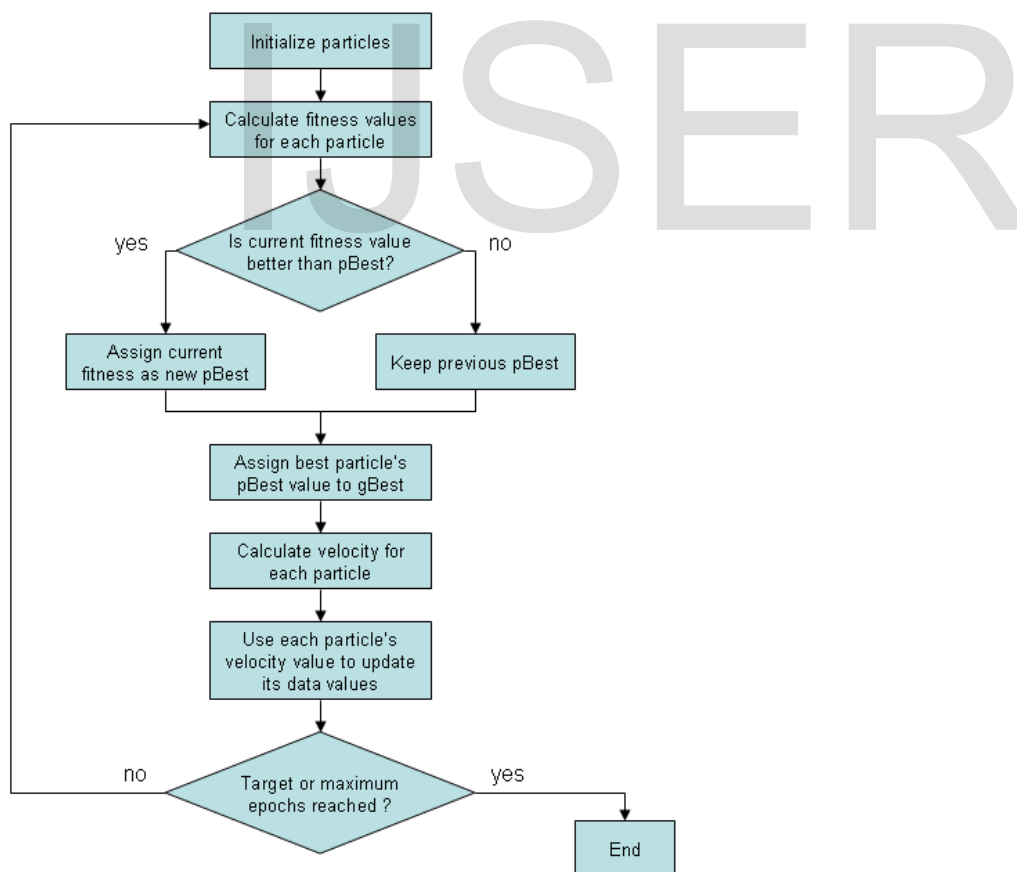 IJSER
Initialize particles
Calculate fitness values
for each particle
yes
Is current fitness value
better than pBest?
no
Assign current
fitness as new pBest
Keep previous pBest
Assign best particle's
pBest value to gBest
Calculate velocity for
each particle
Use each particle's
velocity value to update
its data values
no
Target or maximum
epochs reached ?
yes
End